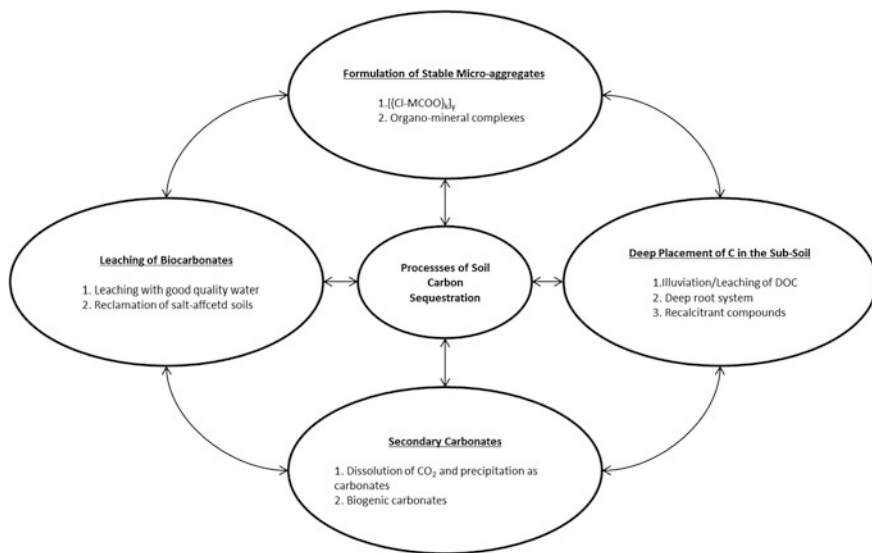 Formulation of Stable Micro-aggregates
1.[{Cl-MCOO}ₓ]ᵧ
2. Organo-mineral complexes
Leaching of Biocarbonates
1. Leaching with good quality water
2. Reclamation of salt-affcetd soils
Processses of Soil
Carbon
Sequestration
Deep Placement of C in the Sub-Soil
1.Illuviation/Leaching of DOC
2. Deep root system
3. Recalcitrant compounds
Secondary Carbonates
1. Dissolution of CO₂ and precipitation as
carbonates
2. Biogenic carbonates